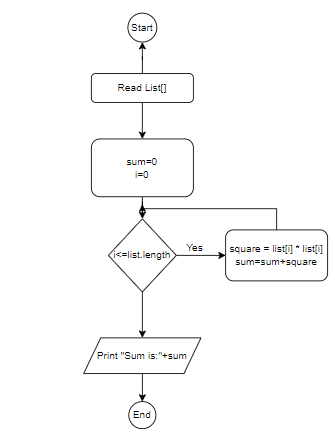 Start
Read List[]
sum=0
i=0
i<=list.length
Yes
square = list[i] * list[i]
sum=sum+square
Print "Sum is:"+sum
End